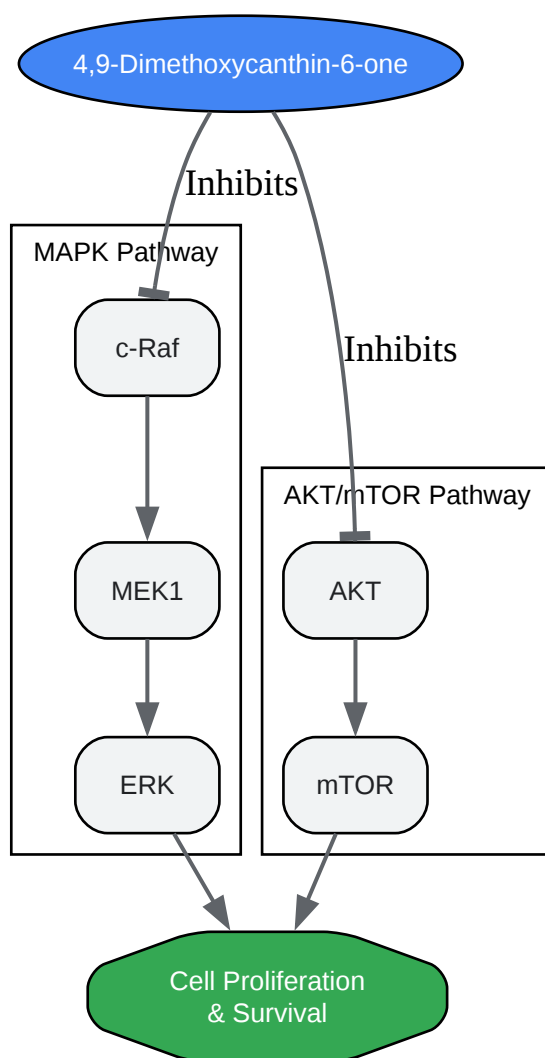 4,9-Dimethoxycanthin-6-one
Inhibits
MAPK Pathway
c-Raf
Inhibits
AKT/mTOR Pathway
MEK1
AKT
ERK
mTOR
Cell Proliferation
& Survival